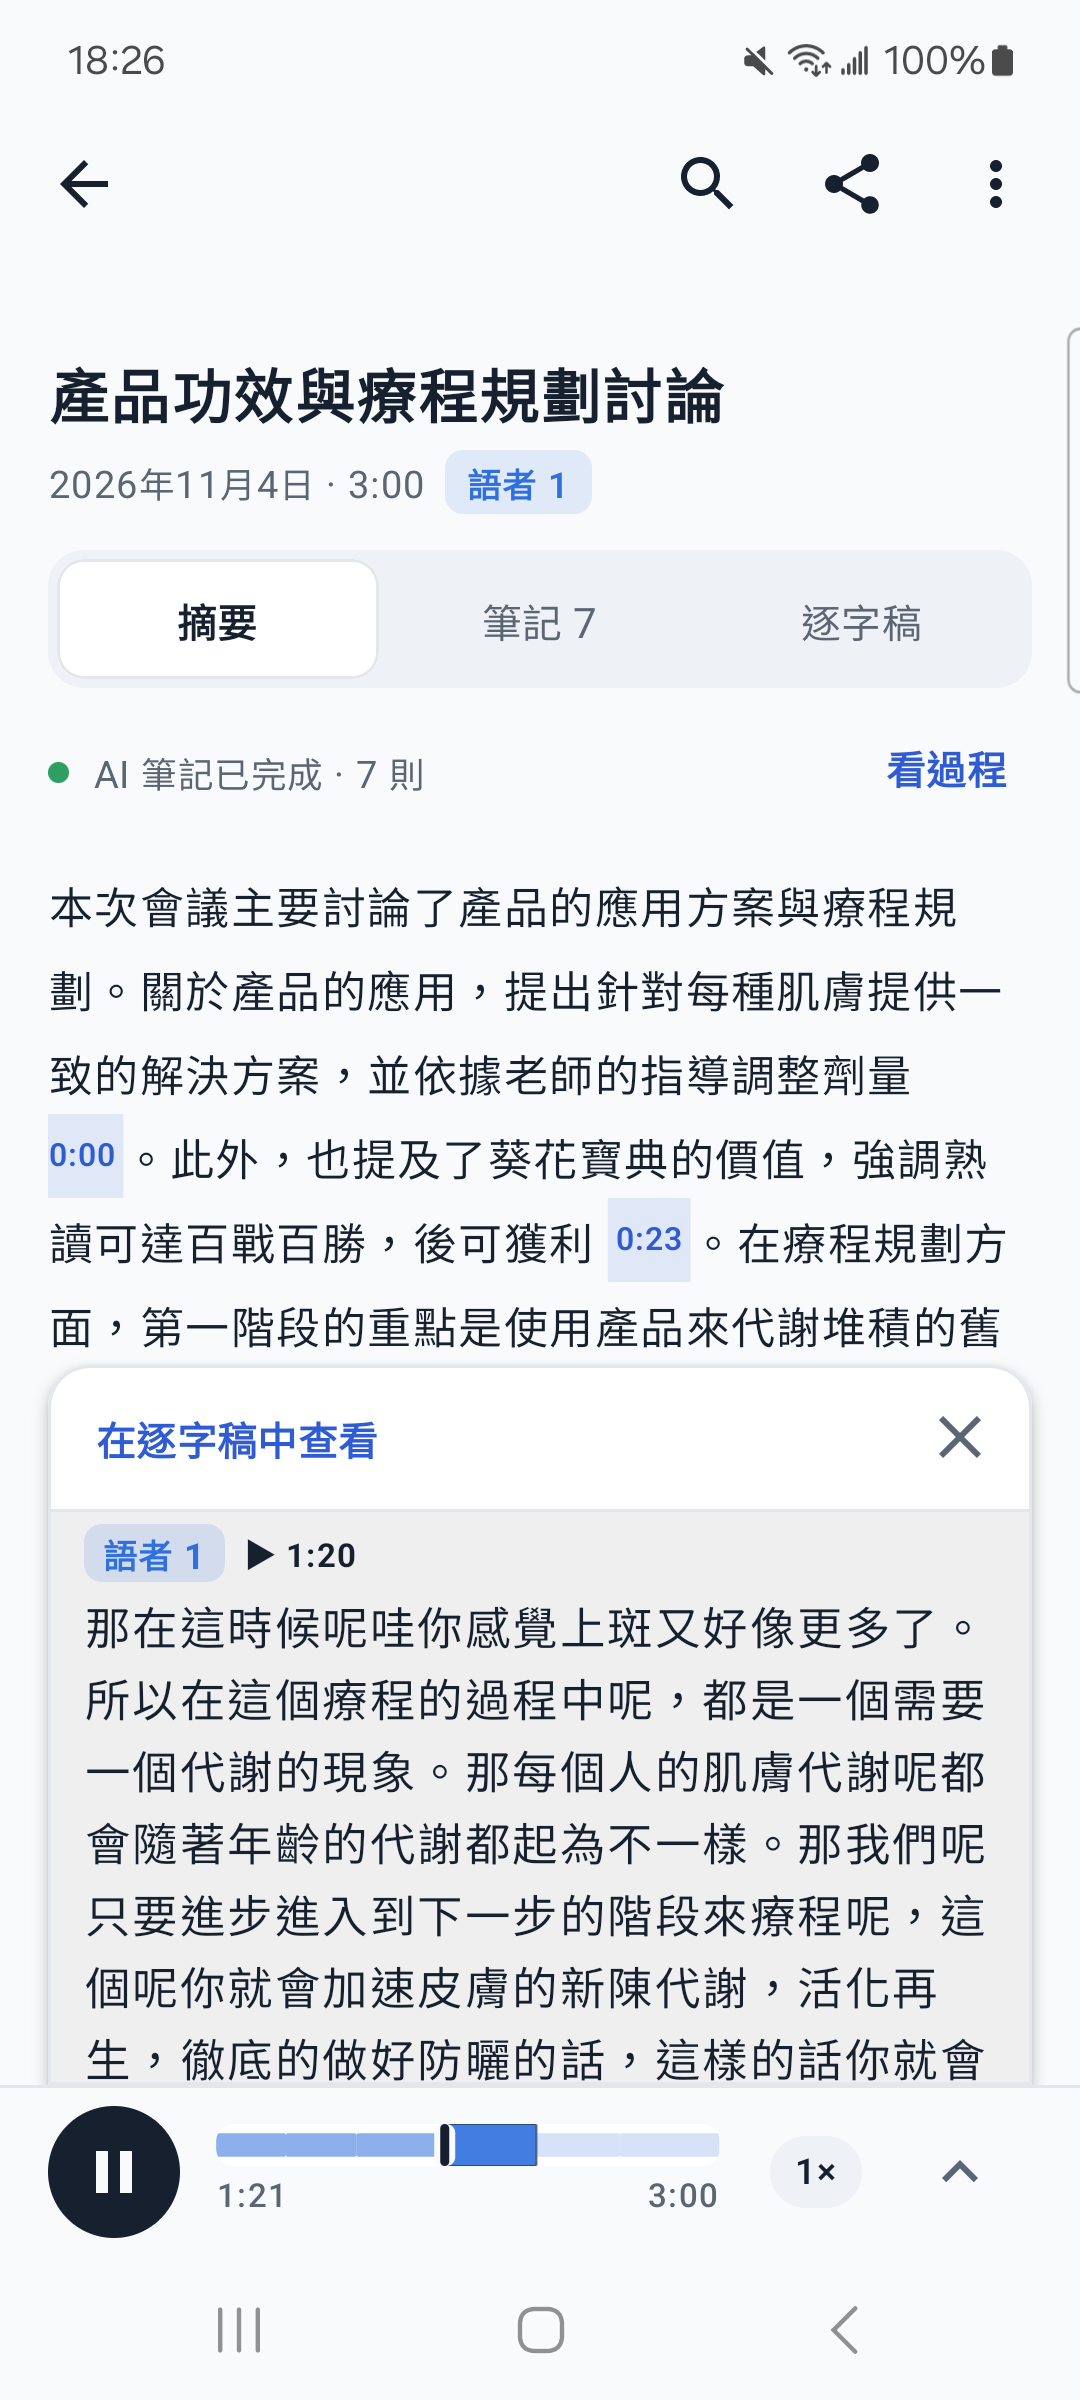 18:26
100%
產品功效與療程規劃討論
2026年11月4日 · 3:00 語者 1
摘要 筆記 7 逐字稿
AI 筆記已完成 · 7 則 看過程
本次會議主要討論了產品的應用方案與療程規
劃。關於產品的應用，提出針對每種肌膚提供一
致的解決方案，並依據老師的指導調整劑量
0:00 。此外，也提及了葵花寶典的價值，強調熟
讀可達百戰百勝，後可獲利 0:23 。在療程規劃方
面，第一階段的重點是使用產品來代謝堆積的舊
在逐字稿中查看
語者 1 ▶ 1:20
那在這時候呢哇你感覺上斑又好像更多了。
所以在這個療程的過程中呢，都是一個需要
一個代謝的現象。那每個人的肌膚代謝呢都
會隨著年齡的代謝都起為不一樣。那我們呢
只要進步進入到下一步的階段來療程呢，這
個呢你就會加速皮膚的新陳代謝，活化再
生，徹底的做好防曬的話，這樣的話你就會
1:21 3:00 1×